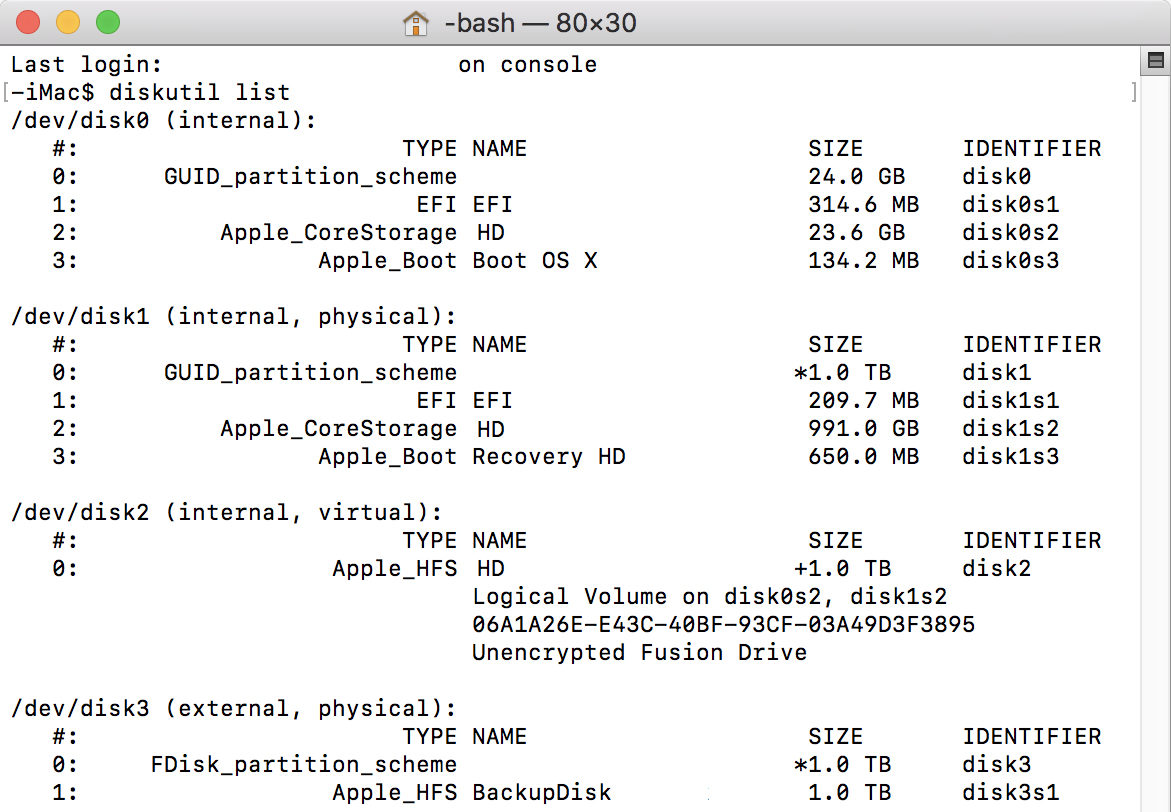 -bash — 80×30
Last login: on console
[-iMac$ diskutil list ]
/dev/disk0 (internal):
#: TYPE NAME SIZE IDENTIFIER
0: GUID_partition_scheme 24.0 GB disk0
1: EFI EFI 314.6 MB disk0s1
2: Apple_CoreStorage HD 23.6 GB disk0s2
3: Apple_Boot Boot OS X 134.2 MB disk0s3
/dev/disk1 (internal, physical):
#: TYPE NAME SIZE IDENTIFIER
0: GUID_partition_scheme *1.0 TB disk1
1: EFI EFI 209.7 MB disk1s1
2: Apple_CoreStorage HD 991.0 GB disk1s2
3: Apple_Boot Recovery HD 650.0 MB disk1s3
/dev/disk2 (internal, virtual):
#: TYPE NAME SIZE IDENTIFIER
0: Apple_HFS HD +1.0 TB disk2
Logical Volume on disk0s2, disk1s2
06A1A26E-E43C-40BF-93CF-03A49D3F3895
Unencrypted Fusion Drive
/dev/disk3 (external, physical):
#: TYPE NAME SIZE IDENTIFIER
0: FDisk_partition_scheme *1.0 TB disk3
1: Apple_HFS BackupDisk 1.0 TB disk3s1